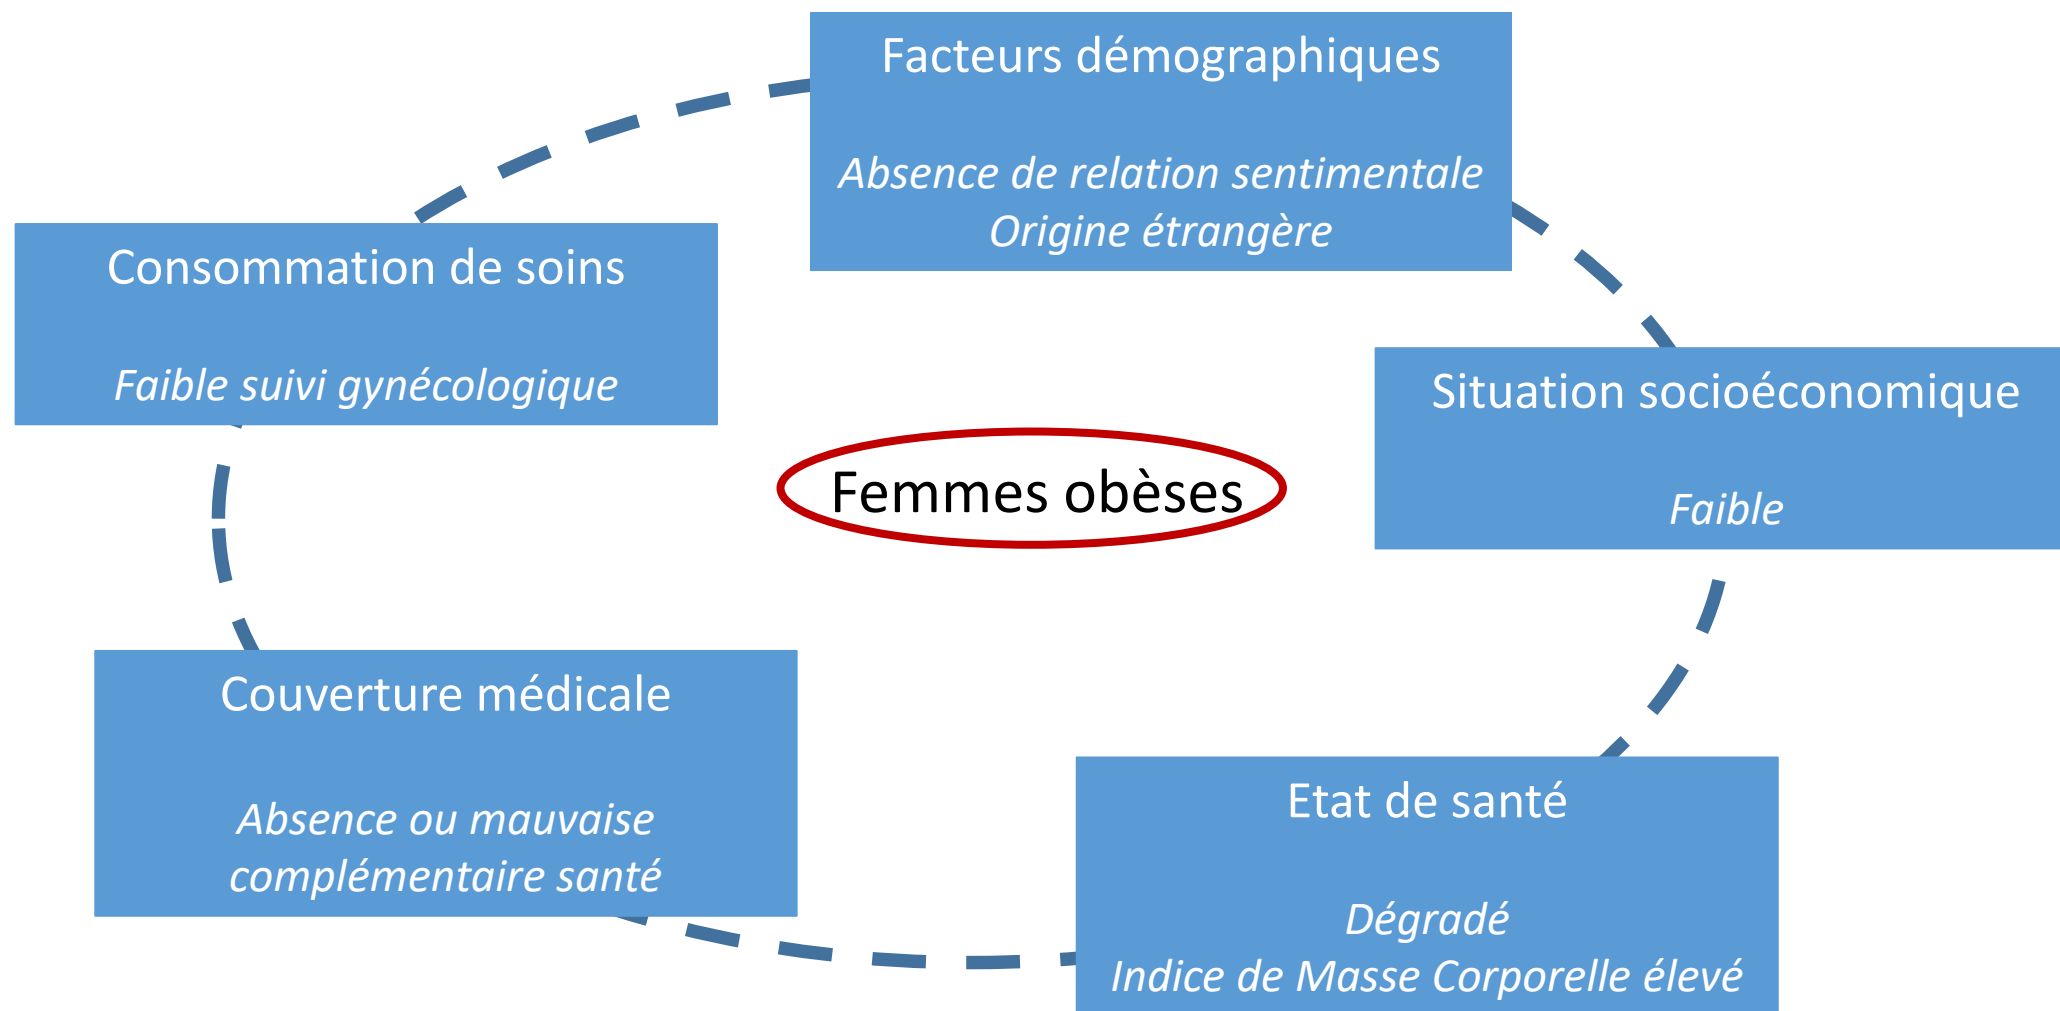 Facteurs démographiques
Absence de relation sentimentale
Origine étrangère
Consommation de soins
Faible suivi gynécologique
Situation socioéconomique
Faible
Femmes obèses
Couverture médicale
Absence ou mauvaise
complémentaire santé
Etat de santé
Dégradé
Indice de Masse Corporelle élevé